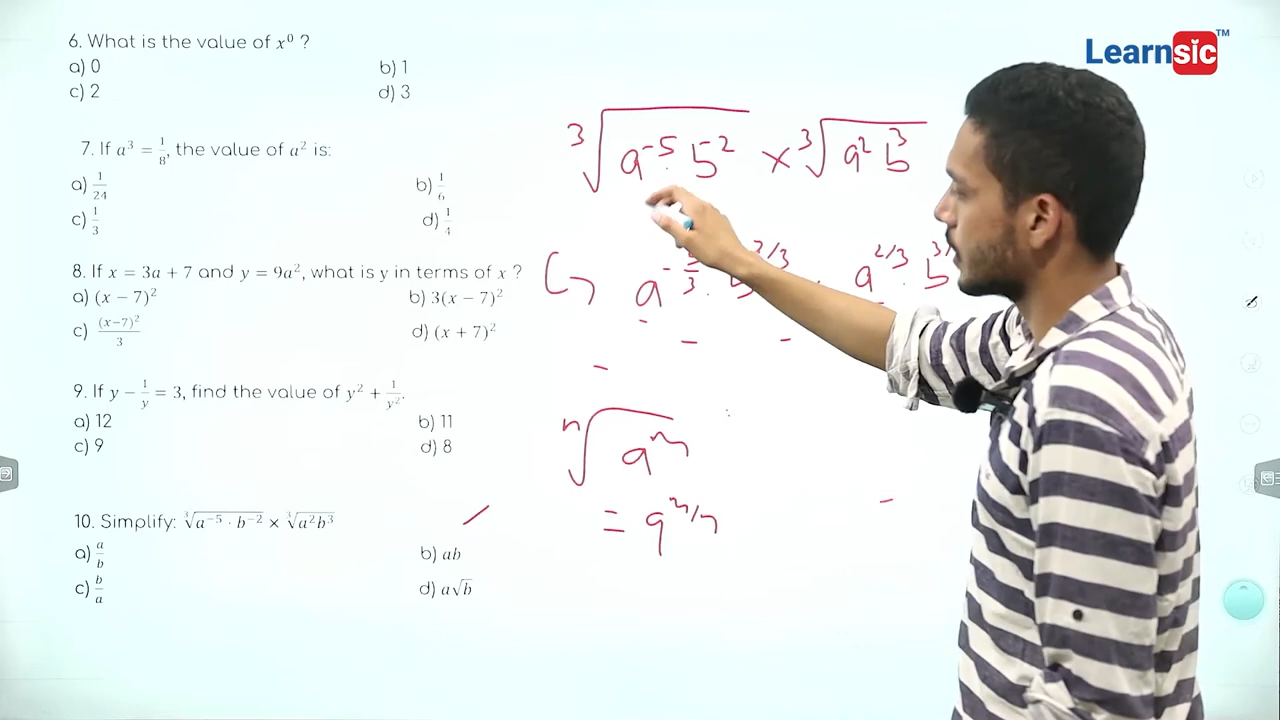 6. What is the value of x⁰ ?
a) 0 b) 1
c) 2 d) 3
7. If a³ = 1/8, the value of a² is:
a) 1/24 b) 1/6
c) 1/3 d) 1/4
8. If x = 3a + 7 and y = 9a², what is y in terms of x ?
a) (x − 7)² b) 3(x − 7)²
c) (x−7)²/3 d) (x + 7)²
9. If y − 1/y = 3, find the value of y² + 1/y².
a) 12 b) 11
c) 9 d) 8
10. Simplify: ∛(a⁻⁵ · b⁻²) × ∛(a²b³)
a) a/b b) ab
c) b/a d) a√b
Learnsic™
∛(a⁻⁵ · b²) × ∛(a² b³)
a^(2/3) · b
ⁿ√(aᵐ)
= a^(m/n)